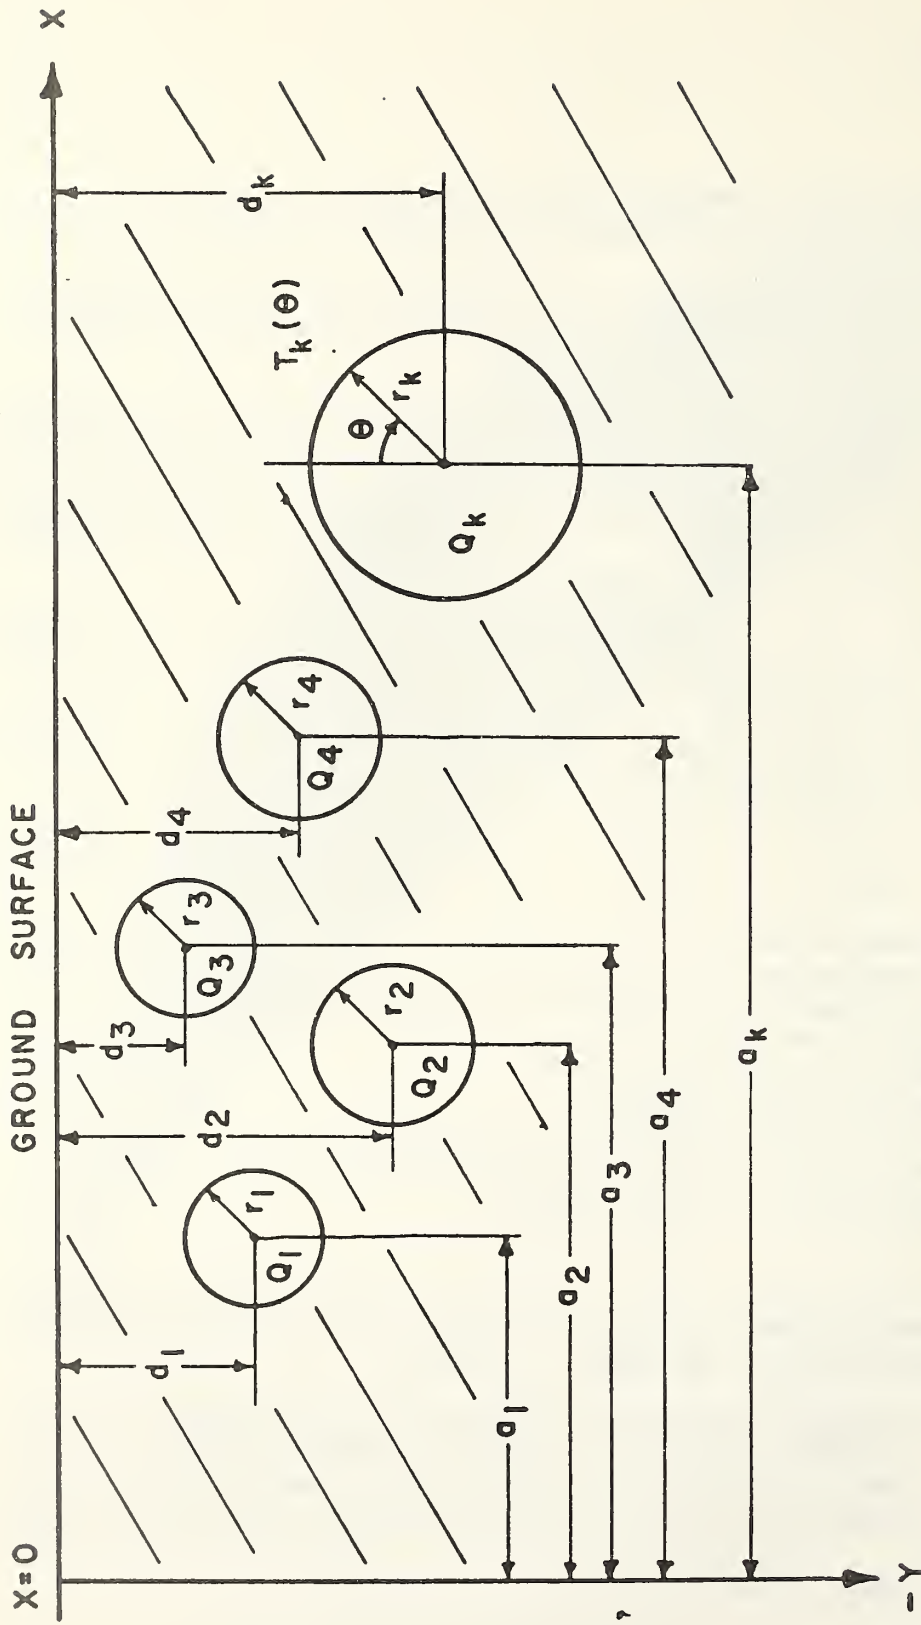 GROUND SURFACE
X=0
X
d1
d2
d3
d4
dk
r1
Q1
r2
Q2
r3
Q3
r4
Q4
Tk(θ)
θ
rk
Qk
a1
a2
a3
a4
ak
-Y